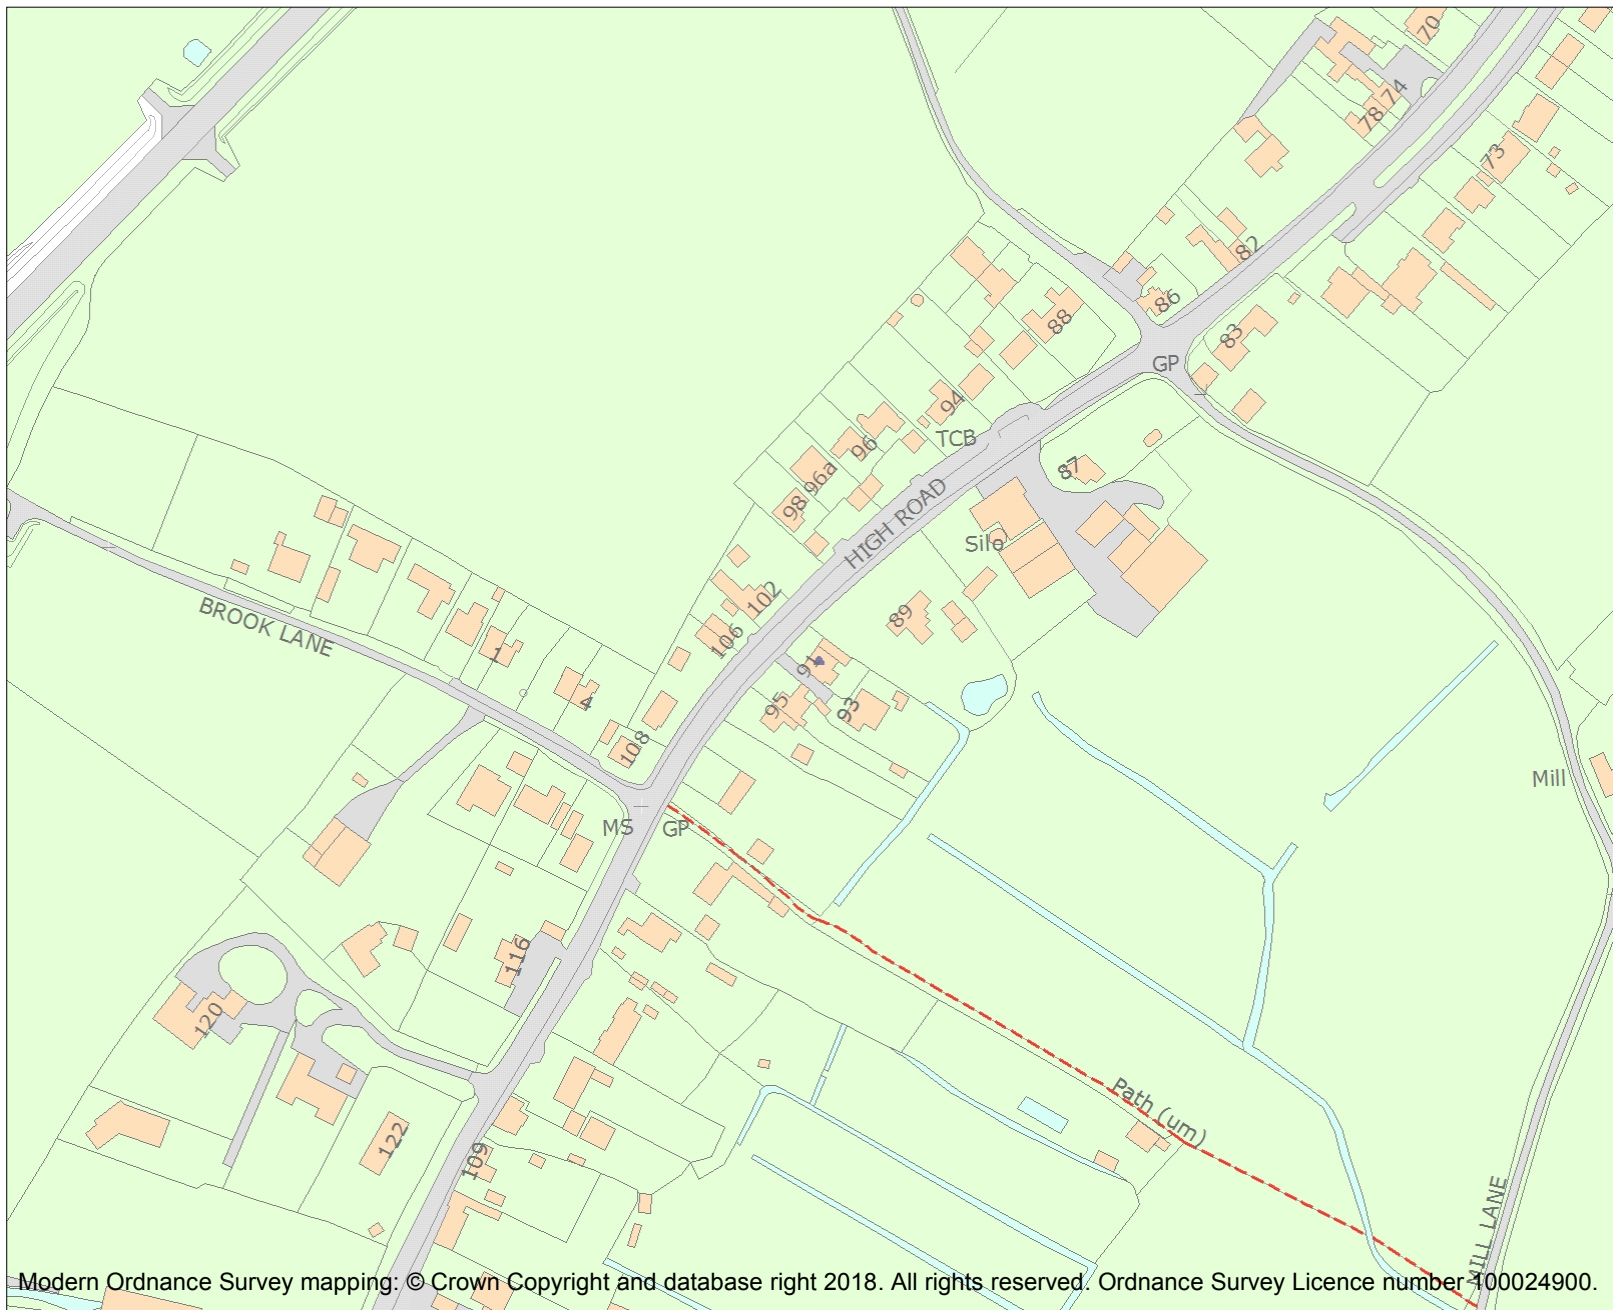 70
74
78
73
82
86
88
83
GP
94
TCB
96
96a
98
87
HIGH ROAD
Silo
BROOK LANE
102
89
106
1
91
4
95
93
108
Mill
MS
GP
116
120
Path (um)
122
109
MILL LANE
Modern Ordnance Survey mapping: © Crown Copyright and database right 2018. All rights reserved. Ordnance Survey Licence number 100024900.